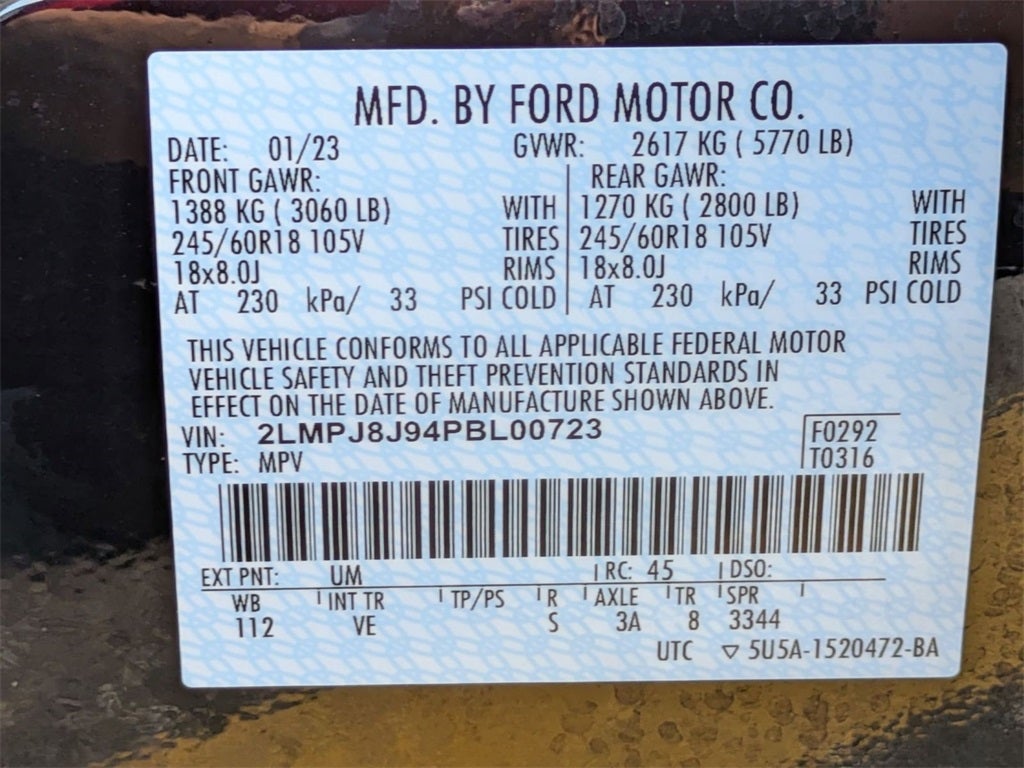 MFD. BY FORD MOTOR CO.
DATE: 01/23 GVWR: 2617 KG ( 5770 LB)
FRONT GAWR: REAR GAWR:
1388 KG ( 3060 LB) WITH 1270 KG ( 2800 LB) WITH
245/60R18 105V TIRES 245/60R18 105V TIRES
18x8.0J RIMS 18x8.0J RIMS
AT 230 kPa/ 33 PSI COLD AT 230 kPa/ 33 PSI COLD
THIS VEHICLE CONFORMS TO ALL APPLICABLE FEDERAL MOTOR
VEHICLE SAFETY AND THEFT PREVENTION STANDARDS IN
EFFECT ON THE DATE OF MANUFACTURE SHOWN ABOVE.
VIN: 2LMPJ8J94PBL00723 F0292
TYPE: MPV T0316
EXT PNT: UM RC: 45 DSO:
WB INT TR TP/PS R AXLE TR SPR
112 VE S 3A 8 3344
UTC ▽ 5U5A-1520472-BA